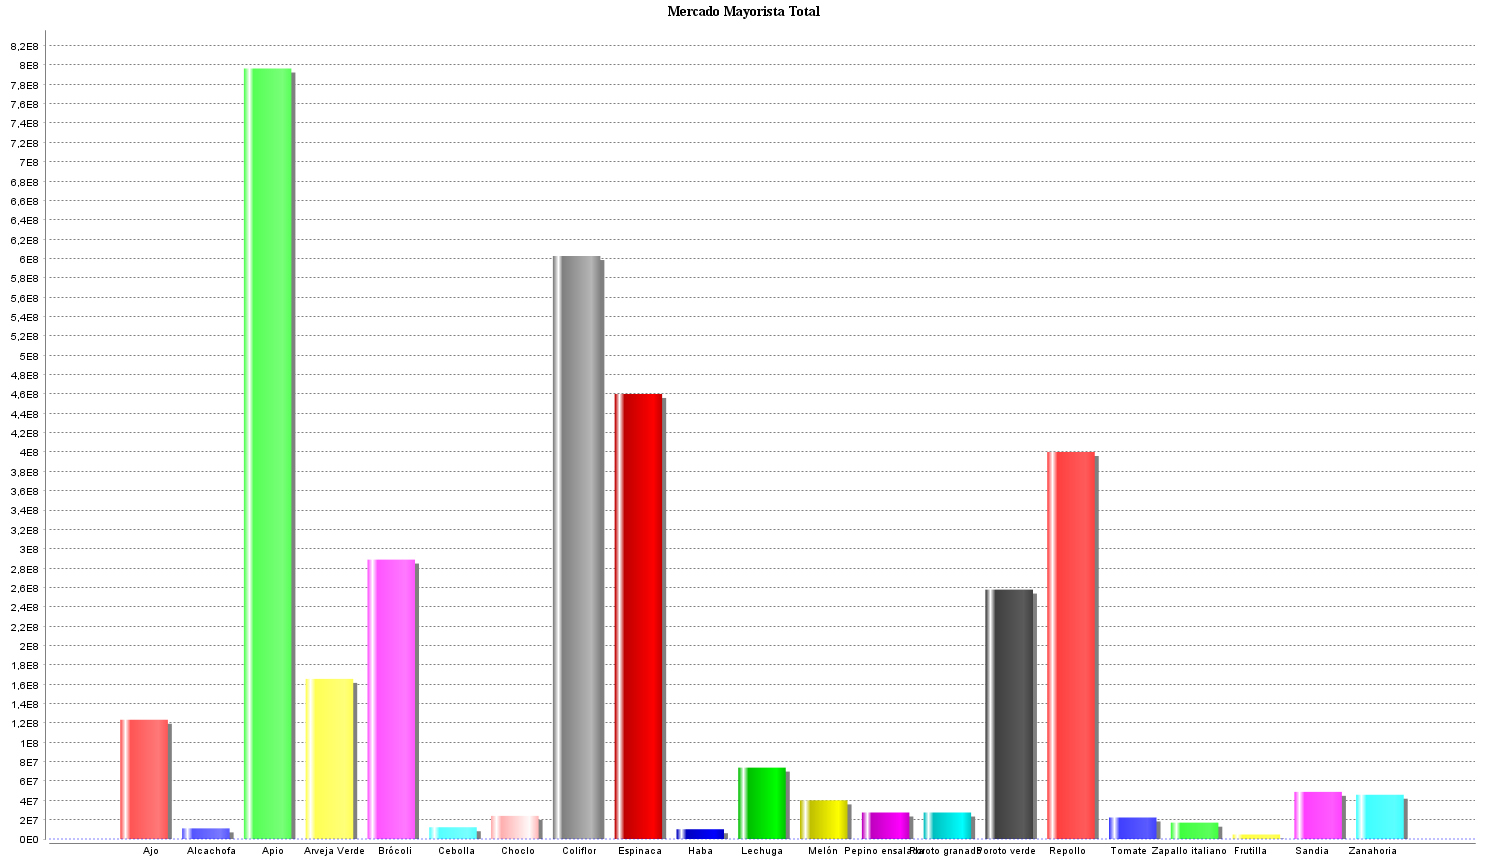 Mercado Mayorista Total
8,2E8
8E8
7,8E8
7,6E8
7,4E8
7,2E8
7E8
6,8E8
6,6E8
6,4E8
6,2E8
6E8
5,8E8
5,6E8
5,4E8
5,2E8
5E8
4,8E8
4,6E8
4,4E8
4,2E8
4E8
3,8E8
3,6E8
3,4E8
3,2E8
3E8
2,8E8
2,6E8
2,4E8
2,2E8
2E8
1,8E8
1,6E8
1,4E8
1,2E8
1E8
8E7
6E7
4E7
2E7
0E0
Ajo Alcachofa Apio Arveja Verde Brócoli Cebolla Choclo Coliflor Espinaca Haba Lechuga Melón Pepino ensalada Poroto granado Poroto verde Repollo Tomate Zapallo italiano Frutilla Sandia Zanahoria